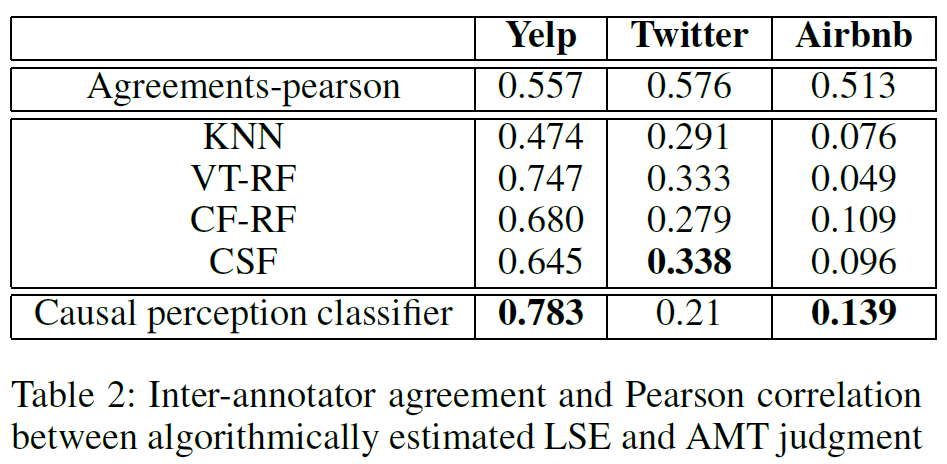 Yelp Twitter Airbnb
Agreements-pearson 0.557 0.576 0.513
KNN 0.474 0.291 0.076
VT-RF 0.747 0.333 0.049
CF-RF 0.680 0.279 0.109
CSF 0.645 0.338 0.096
Causal perception classifier 0.783 0.21 0.139
Table 2: Inter-annotator agreement and Pearson correlation
between algorithmically estimated LSE and AMT judgment